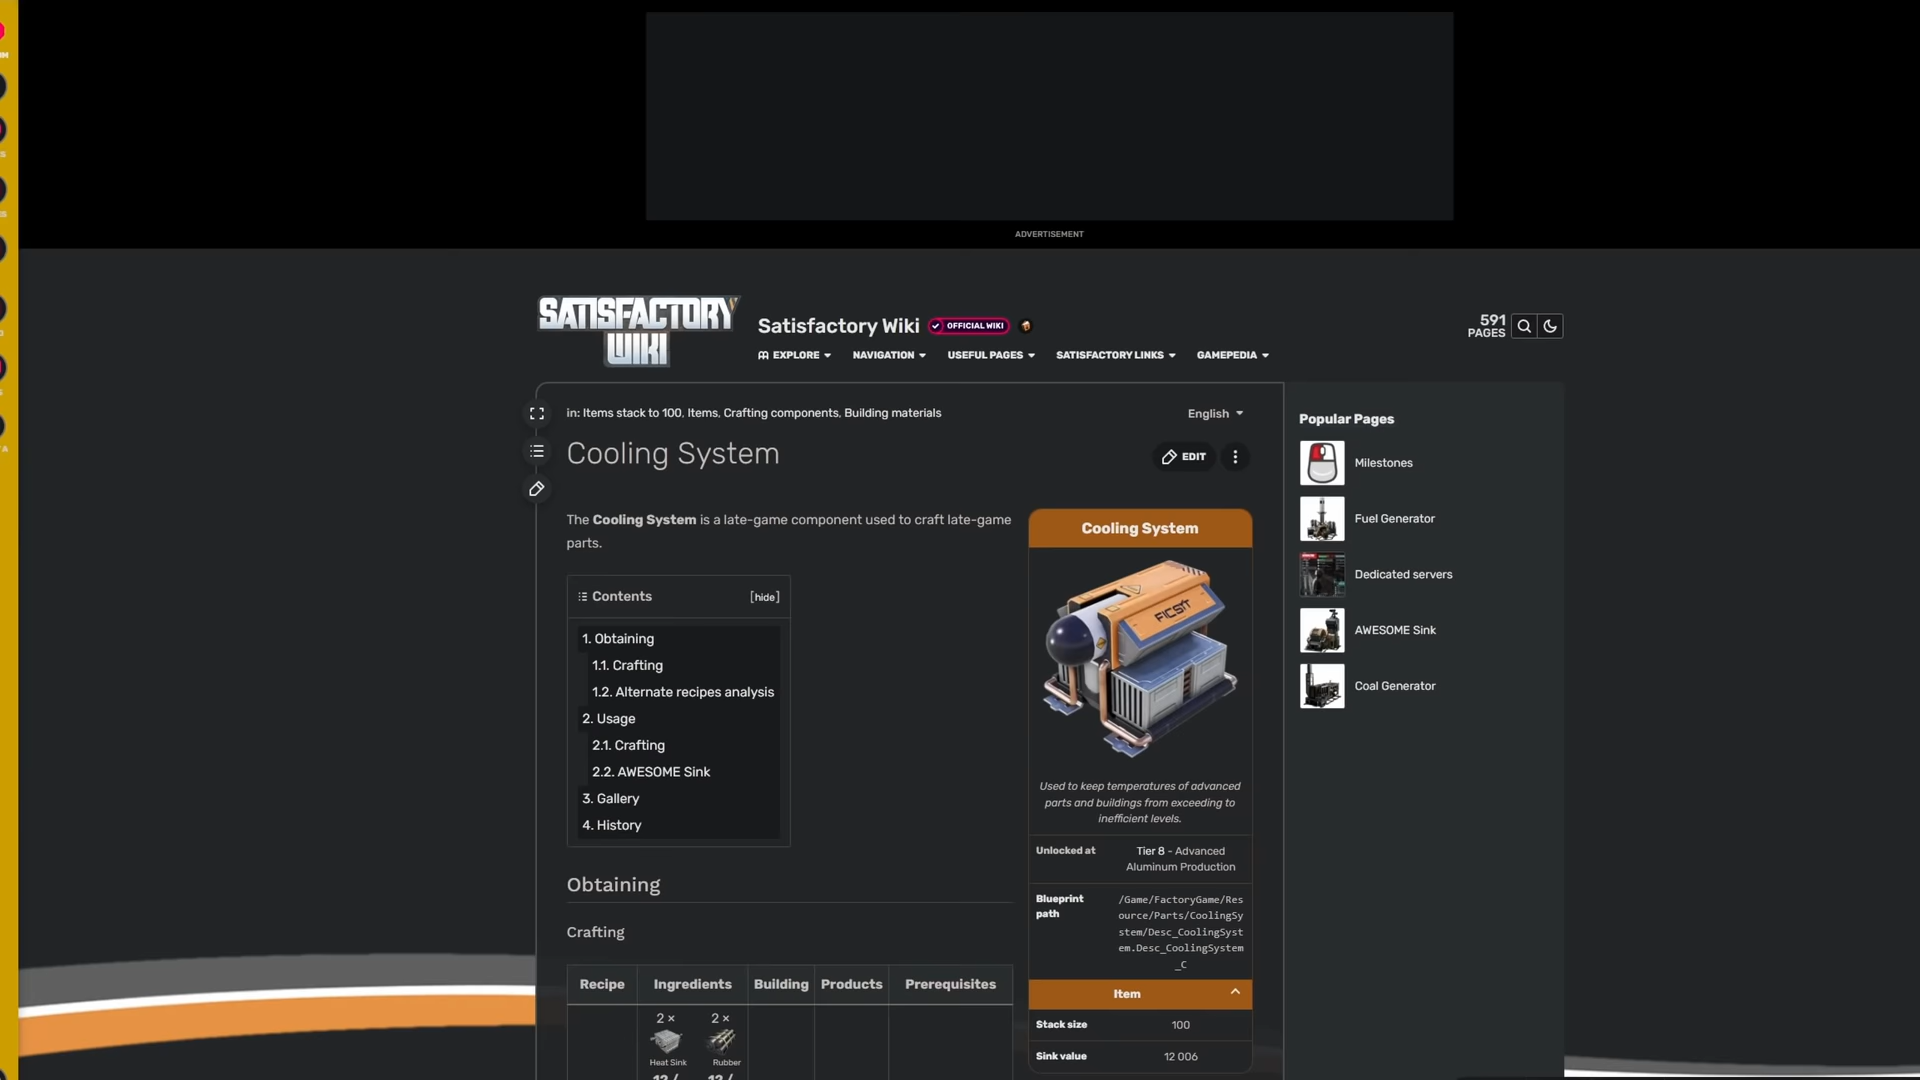 ADVERTISEMENT
SATISFACTORY
WIKI
Satisfactory Wiki
OFFICIAL WIKI
591
PAGES
EXPLORE
NAVIGATION
USEFUL PAGES
SATISFACTORY LINKS
GAMEPEDIA
in: Items stack to 100, Items, Crafting components, Building materials
English
Cooling System
EDIT
The Cooling System is a late-game component used to craft late-game
parts.
Contents [hide]
1. Obtaining
1.1. Crafting
1.2. Alternate recipes analysis
2. Usage
2.1. Crafting
2.2. AWESOME Sink
3. Gallery
4. History
Obtaining
Crafting
Recipe Ingredients Building Products Prerequisites
2 × 2 ×
Heat Sink Rubber
12 / 12 /
Cooling System
FICSIT
Used to keep temperatures of advanced
parts and buildings from exceeding to
inefficient levels.
Unlocked at Tier 8 - Advanced
Aluminum Production
Blueprint
path
/Game/FactoryGame/Res
ource/Parts/CoolingSy
stem/Desc_CoolingSyst
em.Desc_CoolingSystem
_C
Item
Stack size 100
Sink value 12 006
Popular Pages
Milestones
Fuel Generator
Dedicated servers
AWESOME Sink
Coal Generator